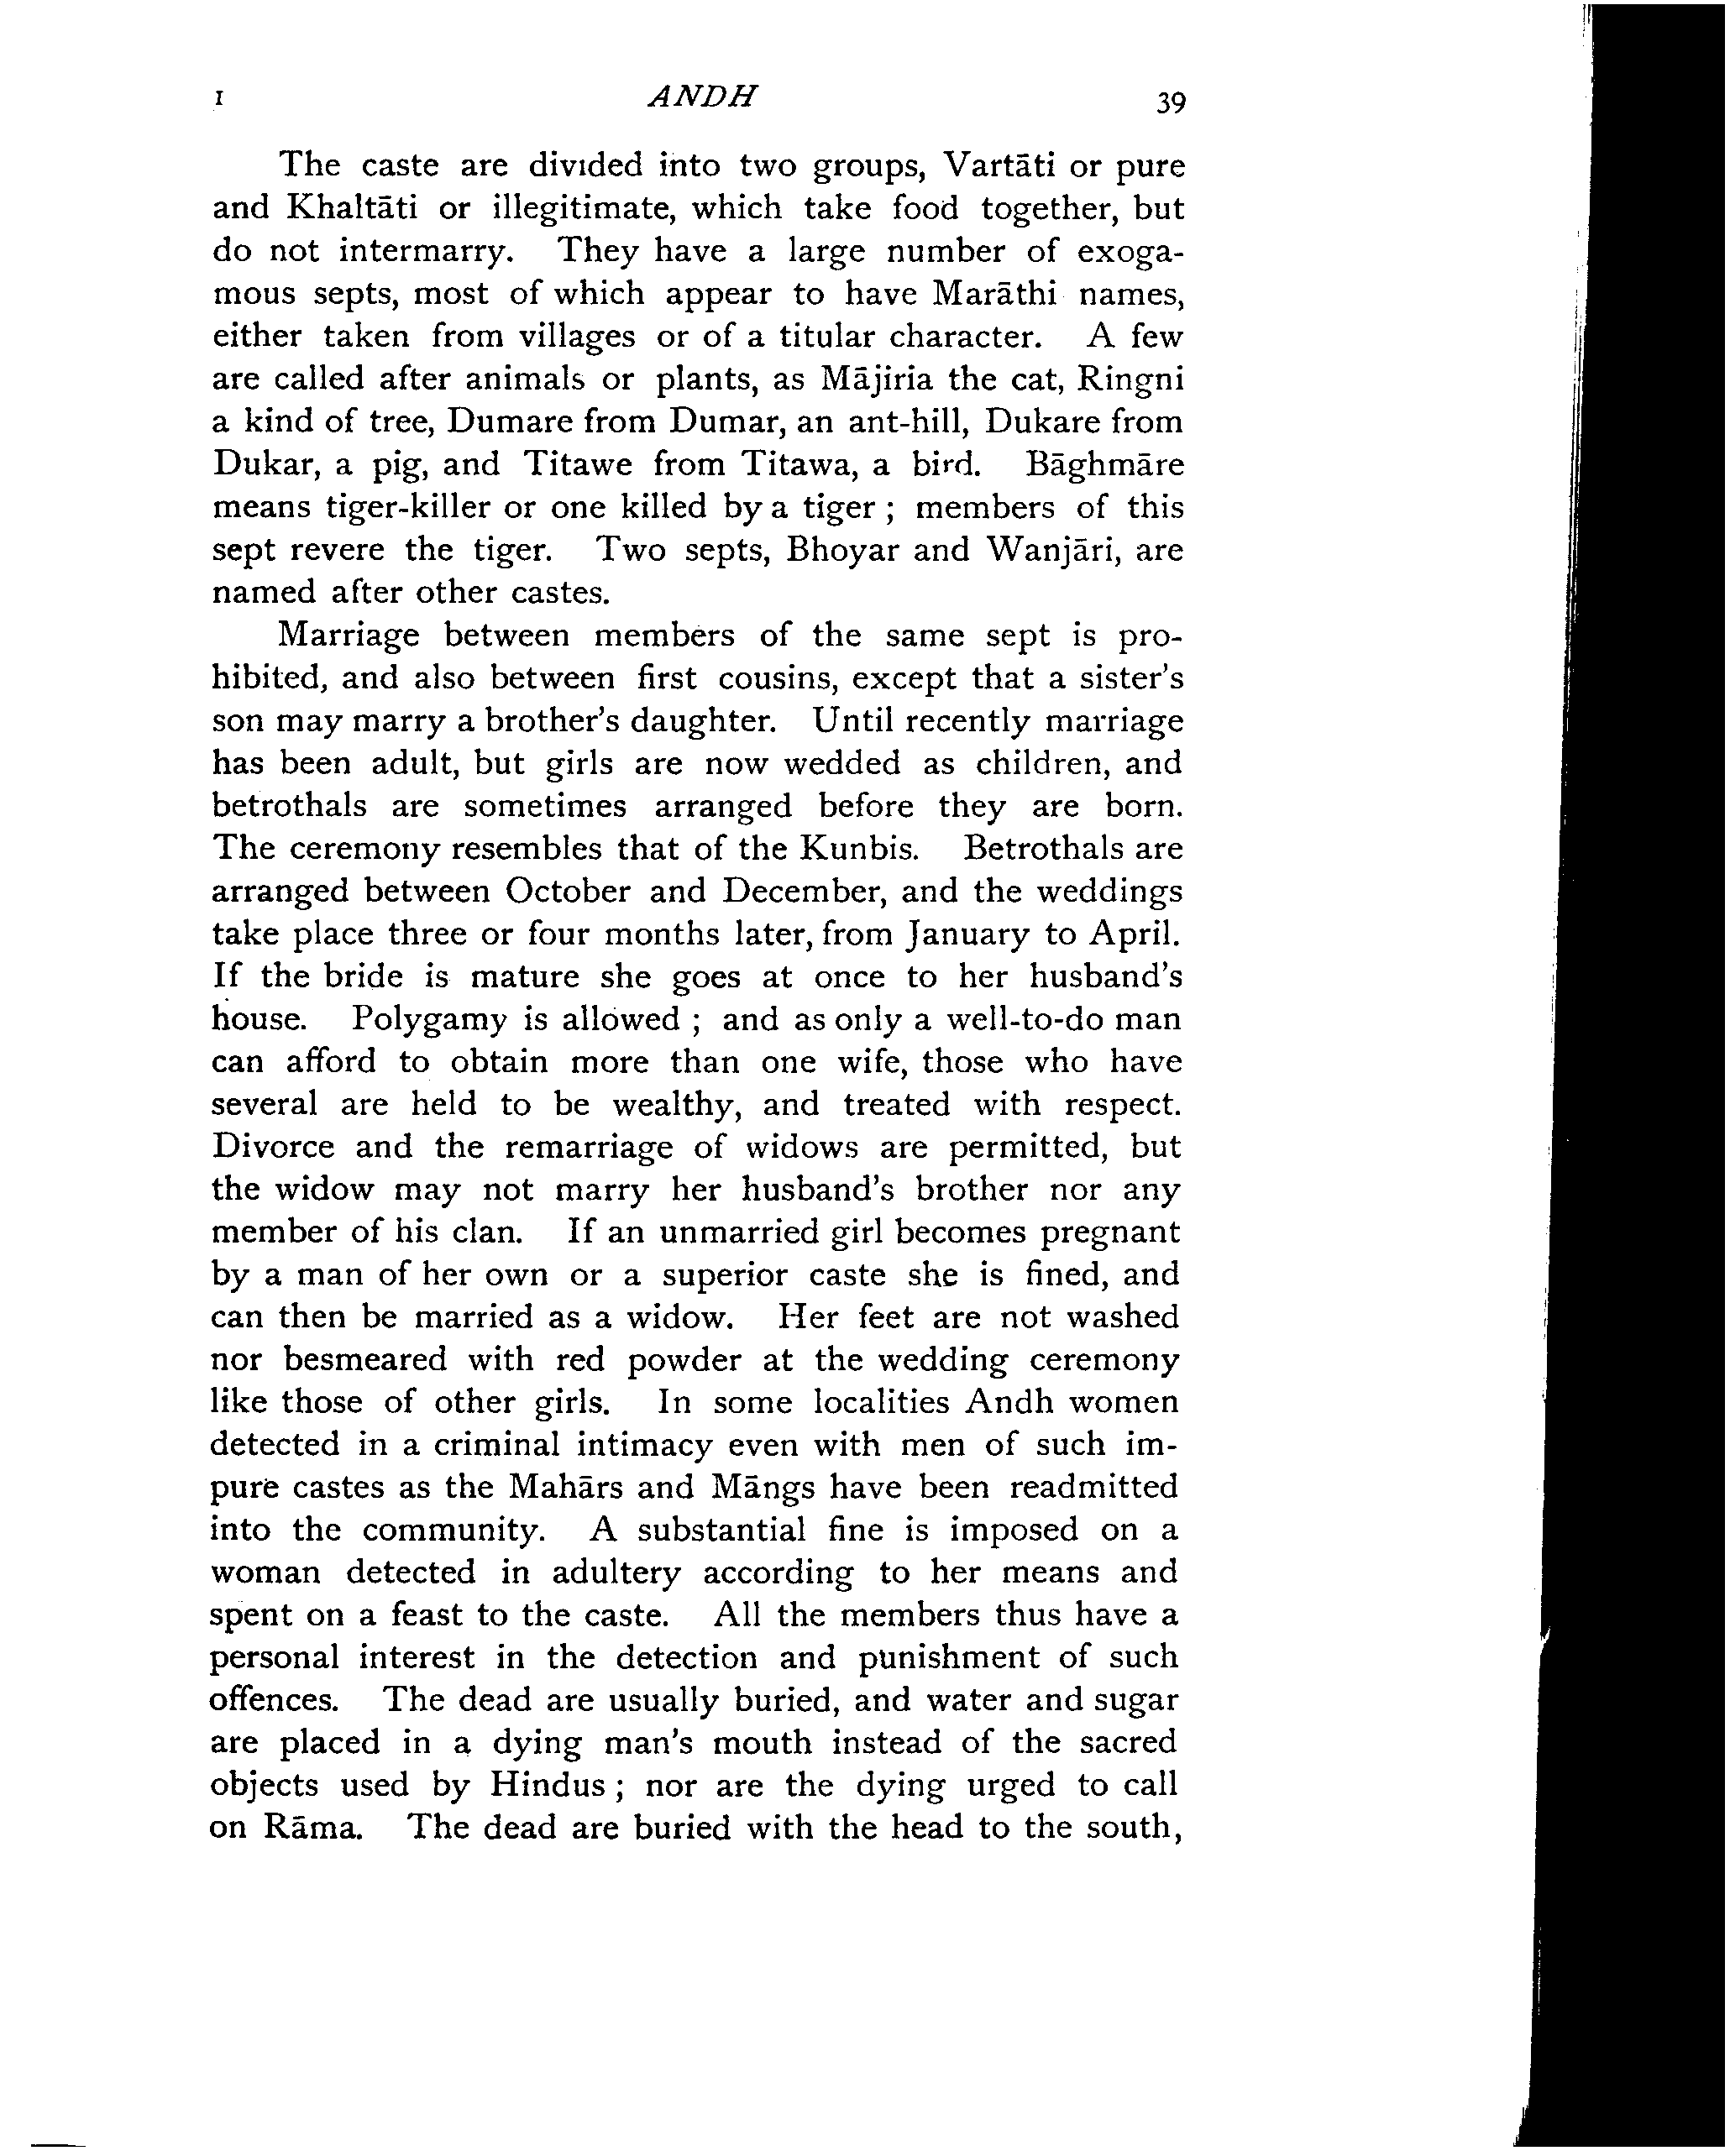 I ANDH 39
The caste are divided into two groups, Vartāti or pure
and Khaltāti or illegitimate, which take food together, but
do not intermarry. They have a large number of exoga-
mous septs, most of which appear to have Marāthi names,
either taken from villages or of a titular character. A few
are called after animals or plants, as Mājiria the cat, Ringni
a kind of tree, Dumare from Dumar, an ant-hill, Dukare from
Dukar, a pig, and Titawe from Titawa, a bird. Bāghmāre
means tiger-killer or one killed by a tiger ; members of this
sept revere the tiger. Two septs, Bhoyar and Wanjāri, are
named after other castes.
Marriage between members of the same sept is pro-
hibited, and also between first cousins, except that a sister's
son may marry a brother's daughter. Until recently marriage
has been adult, but girls are now wedded as children, and
betrothals are sometimes arranged before they are born.
The ceremony resembles that of the Kunbis. Betrothals are
arranged between October and December, and the weddings
take place three or four months later, from January to April.
If the bride is mature she goes at once to her husband's
house. Polygamy is allowed ; and as only a well-to-do man
can afford to obtain more than one wife, those who have
several are held to be wealthy, and treated with respect.
Divorce and the remarriage of widows are permitted, but
the widow may not marry her husband's brother nor any
member of his clan. If an unmarried girl becomes pregnant
by a man of her own or a superior caste she is fined, and
can then be married as a widow. Her feet are not washed
nor besmeared with red powder at the wedding ceremony
like those of other girls. In some localities Andh women
detected in a criminal intimacy even with men of such im-
pure castes as the Mahārs and Māngs have been readmitted
into the community. A substantial fine is imposed on a
woman detected in adultery according to her means and
spent on a feast to the caste. All the members thus have a
personal interest in the detection and punishment of such
offences. The dead are usually buried, and water and sugar
are placed in a dying man's mouth instead of the sacred
objects used by Hindus ; nor are the dying urged to call
on Rāma. The dead are buried with the head to the south,